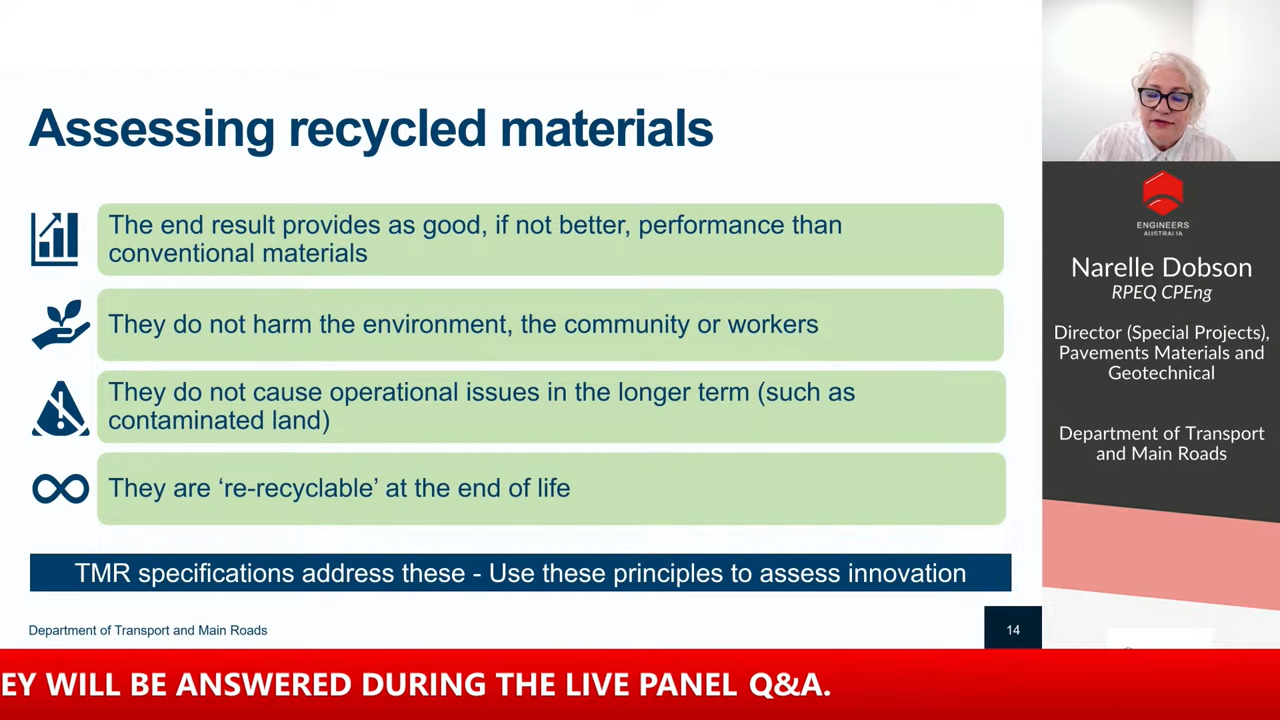 Assessing recycled materials
The end result provides as good, if not better, performance than
conventional materials
They do not harm the environment, the community or workers
They do not cause operational issues in the longer term (such as
contaminated land)
They are ‘re-recyclable’ at the end of life
TMR specifications address these - Use these principles to assess innovation
Department of Transport and Main Roads
14
ENGINEERS
AUSTRALIA
Narelle Dobson
RPEQ CPEng
Director (Special Projects),
Pavements Materials and
Geotechnical
Department of Transport
and Main Roads
EY WILL BE ANSWERED DURING THE LIVE PANEL Q&A.